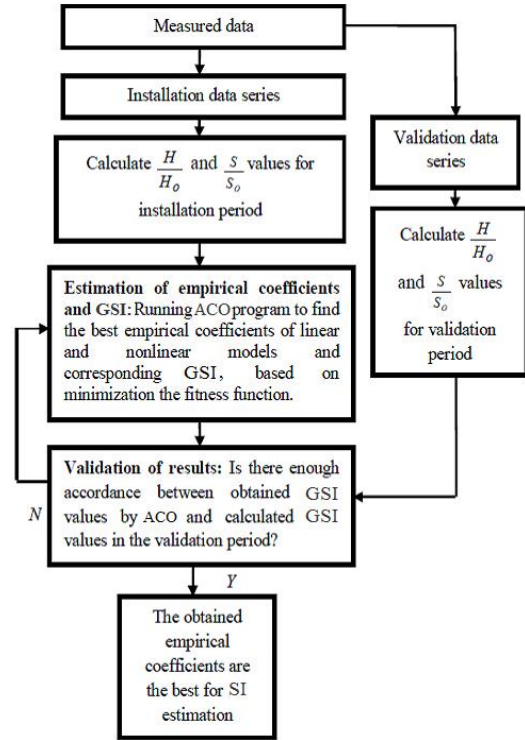 Measured data
Installation data series
Calculate H/H₀ and S/S₀ values for
installation period
Validation data
series
Calculate H/H₀
and S/S₀ values
for validation
period
Estimation of empirical coefficients
and GSI: Running ACO program to find
the best empirical coefficients of linear
and nonlinear models and
corresponding GSI, based on
minimization the fitness function.
Validation of results: Is there enough
accordance between obtained GSI
values by ACO and calculated GSI
values in the validation period?
N
Y
The obtained
empirical
coefficients are
the best for SI
estimation